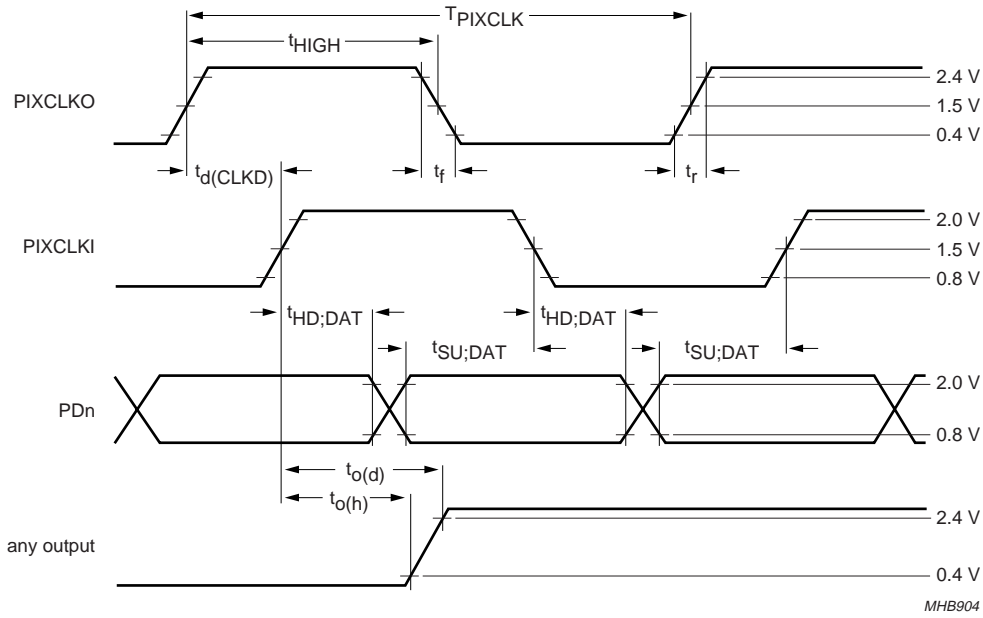 TPIXCLK
tHIGH
PIXCLKO
2.4 V
1.5 V
0.4 V
td(CLKD)
tf
tr
PIXCLKI
2.0 V
1.5 V
0.8 V
tHD;DAT
tHD;DAT
tSU;DAT
tSU;DAT
PDn
2.0 V
0.8 V
to(d)
to(h)
any output
2.4 V
0.4 V
MHB904